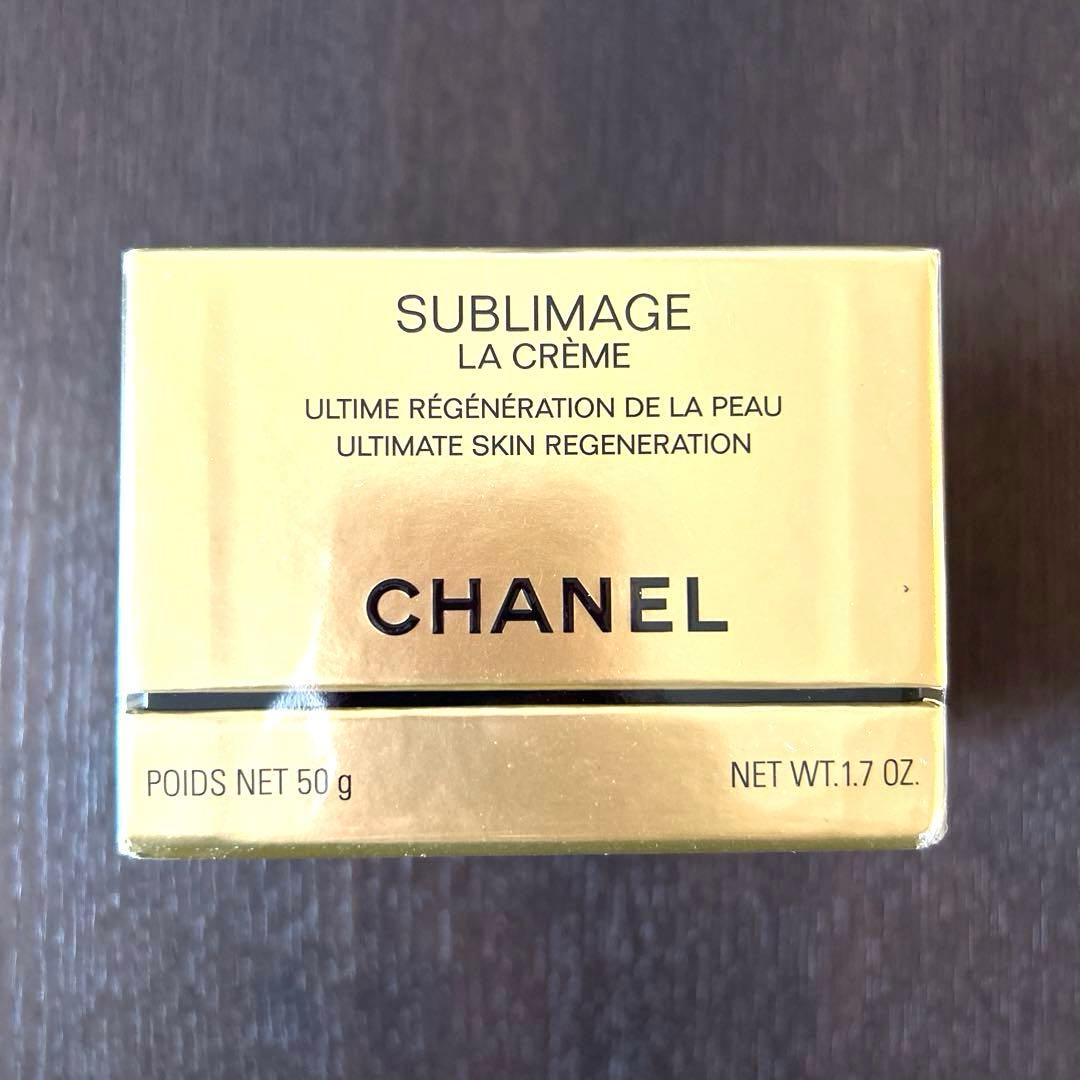 SUBLIMAGE
LA CRÈME
ULTIME RÉGÉNÉRATION DE LA PEAU
ULTIMATE SKIN REGENERATION
CHANEL
POIDS NET 50 g
NET WT.1.7 OZ.